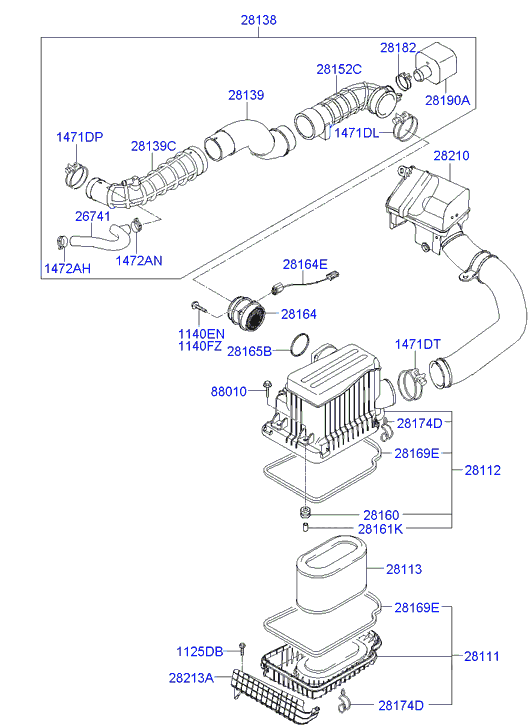 28138
28182
28152C
28139
28190A
1471DP
28139C
1471DL
28210
26741
1472AH
1472AN
28164E
28164
1140EN
1140FZ
28165B
1471DT
88010
28174D
28169E
28112
28160
28161K
28113
28169E
1125DB
28111
28213A
28174D